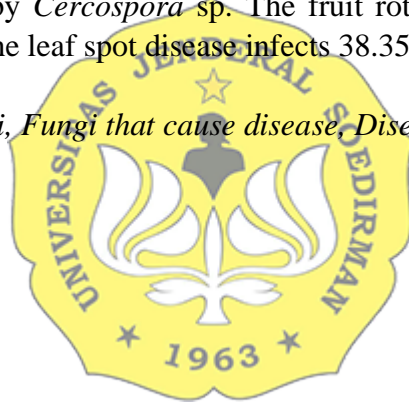 by Cercospora sp. The fruit rot
ne leaf spot disease infects 38.35
i, Fungi that cause disease, Dise
UNIVERSITAS JENDERAL SOEDIRMAN
★ 1963 ★